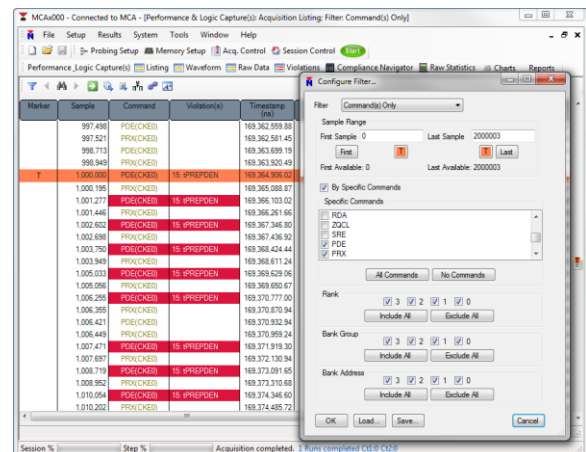 MCAx000 - Connected to MCA - [Performance & Logic Capture(s): Acquisition Listing; Filter: Command(s) Only]
File Setup Results System Tools Window Help
Probing Setup Memory Setup Acq. Control Session Control Start
Performance_Logic Capture(s) Listing Waveform Raw Data Violations Compliance Navigator Raw Statistics Charts Reports
Marker Sample Command Violation(s) Timestamp (ns)
997,498 PDE(CKE0) 169,362,559.88
997,521 PRX(CKE0) 169,362,581.45
998,713 PDE(CKE0) 169,363,699.19
998,949 PRX(CKE0) 169,363,920.49
T 1,000,000 PDE(CKE0) 15: tPREPDEN 169,364,906.02
1,000,195 PRX(CKE0) 169,365,088.87
1,001,277 PDE(CKE0) 15: tPREPDEN 169,366,103.02
1,001,446 PRX(CKE0) 169,366,261.66
1,002,602 PDE(CKE0) 15: tPREPDEN 169,367,346.80
1,002,698 PRX(CKE0) 169,367,436.92
1,003,750 PDE(CKE0) 15: tPREPDEN 169,368,424.44
1,003,949 PRX(CKE0) 169,368,611.24
1,005,033 PDE(CKE0) 15: tPREPDEN 169,369,629.06
1,005,056 PRX(CKE0) 169,369,650.67
1,006,255 PDE(CKE0) 15: tPREPDEN 169,370,777.00
1,006,355 PRX(CKE0) 169,370,870.94
1,006,421 PDE(CKE0) 169,370,932.94
1,006,449 PRX(CKE0) 169,370,959.24
1,007,471 PDE(CKE0) 15: tPREPDEN 169,371,919.30
1,007,697 PRX(CKE0) 169,372,130.94
1,008,719 PDE(CKE0) 15: tPREPDEN 169,373,091.65
1,008,952 PRX(CKE0) 169,373,310.68
1,010,054 PDE(CKE0) 15: tPREPDEN 169,374,346.60
1,010,202 PRX(CKE0) 169,374,485.72
Session % Step % Acquisition completed. 1 Runs completed Ct1:0 Ct2:0
Configure Filter...
Filter Command(s) Only
Sample Range
First Sample 0 Last Sample 2000003
First T T Last
First Available: 0 Last Available: 2000003
By Specific Commands
Specific Commands
RDA
ZQCL
SRE
PDE
PRX
All Commands No Commands
Rank
3 2 1 0
Include All Exclude All
Bank Group
3 2 1 0
Include All Exclude All
Bank Address
3 2 1 0
Include All Exclude All
OK Load... Save... Cancel